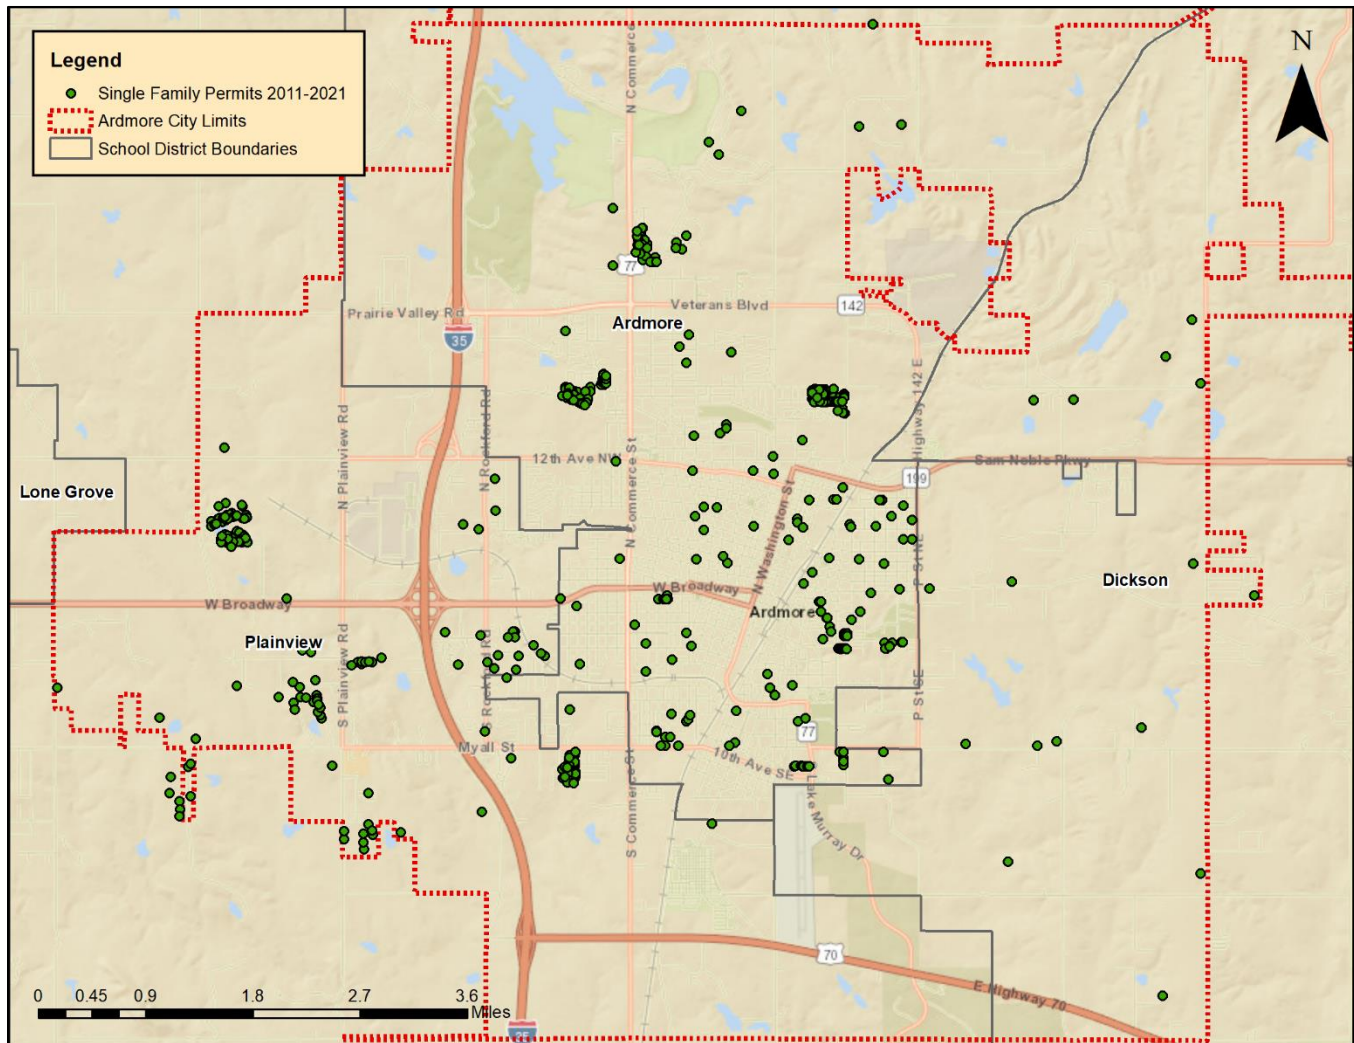 Legend
Single Family Permits 2011-2021
Ardmore City Limits
School District Boundaries
N
N Commerce
77
Prairie Valley Rd
Veterans Blvd
142
Ardmore
35
N Plainview Rd
N Rockford Rd
12th Ave NW
N Commerce St
Highway 142 E
Sam Noble Pkwy
199
Lone Grove
N Washington St
P St NE
W Broadway
W Broadway
Ardmore
Dickson
Plainview
S Plainview Rd
S Rockford Rd
P St SE
77
Myall St
10th Ave SE
S Commerce St
Lake Murray Dr
70
E Highway 70
0 0.45 0.9 1.8 2.7 3.6
Miles
35